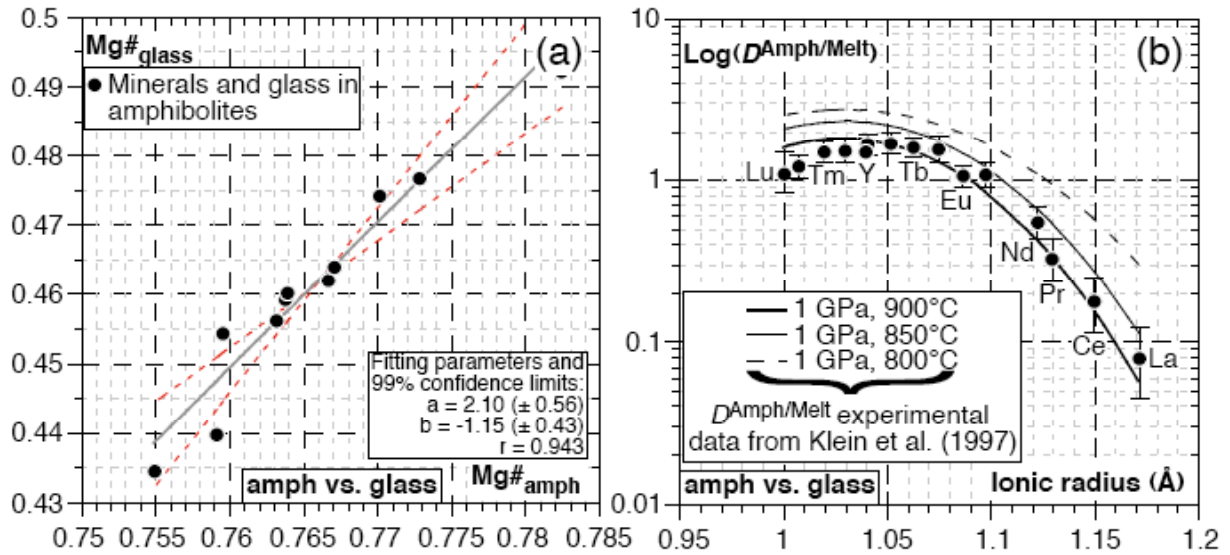 0.5
0.49
0.48
0.47
0.46
0.45
0.44
0.43
Mg#glass
(a)
Minerals and glass in
amphibolites
Fitting parameters and
99% confidence limits:
a = 2.10 (± 0.56)
b = -1.15 (± 0.43)
r = 0.943
amph vs. glass
Mg#amph
0.75 0.755 0.76 0.765 0.77 0.775 0.78 0.785
10
1
0.1
0.01
Log(DAmph/Melt)
(b)
Lu
Tm
Y
Tb
Eu
Nd
Pr
Ce
La
1 GPa, 900°C
1 GPa, 850°C
1 GPa, 800°C
DAmph/Melt experimental
data from Klein et al. (1997)
amph vs. glass
Ionic radius (Å)
0.95 1 1.05 1.1 1.15 1.2